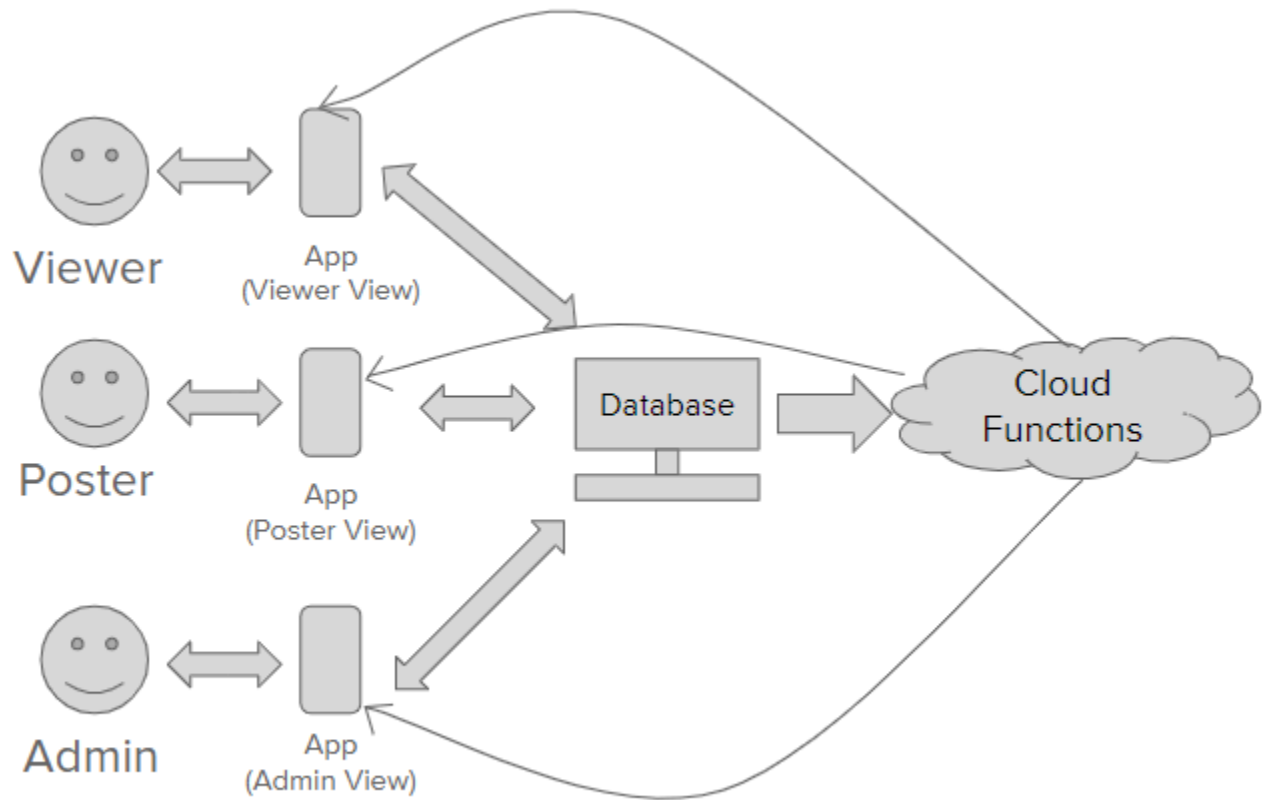 Viewer
App
(Viewer View)
Poster
App
(Poster View)
Database
Cloud
Functions
Admin
App
(Admin View)